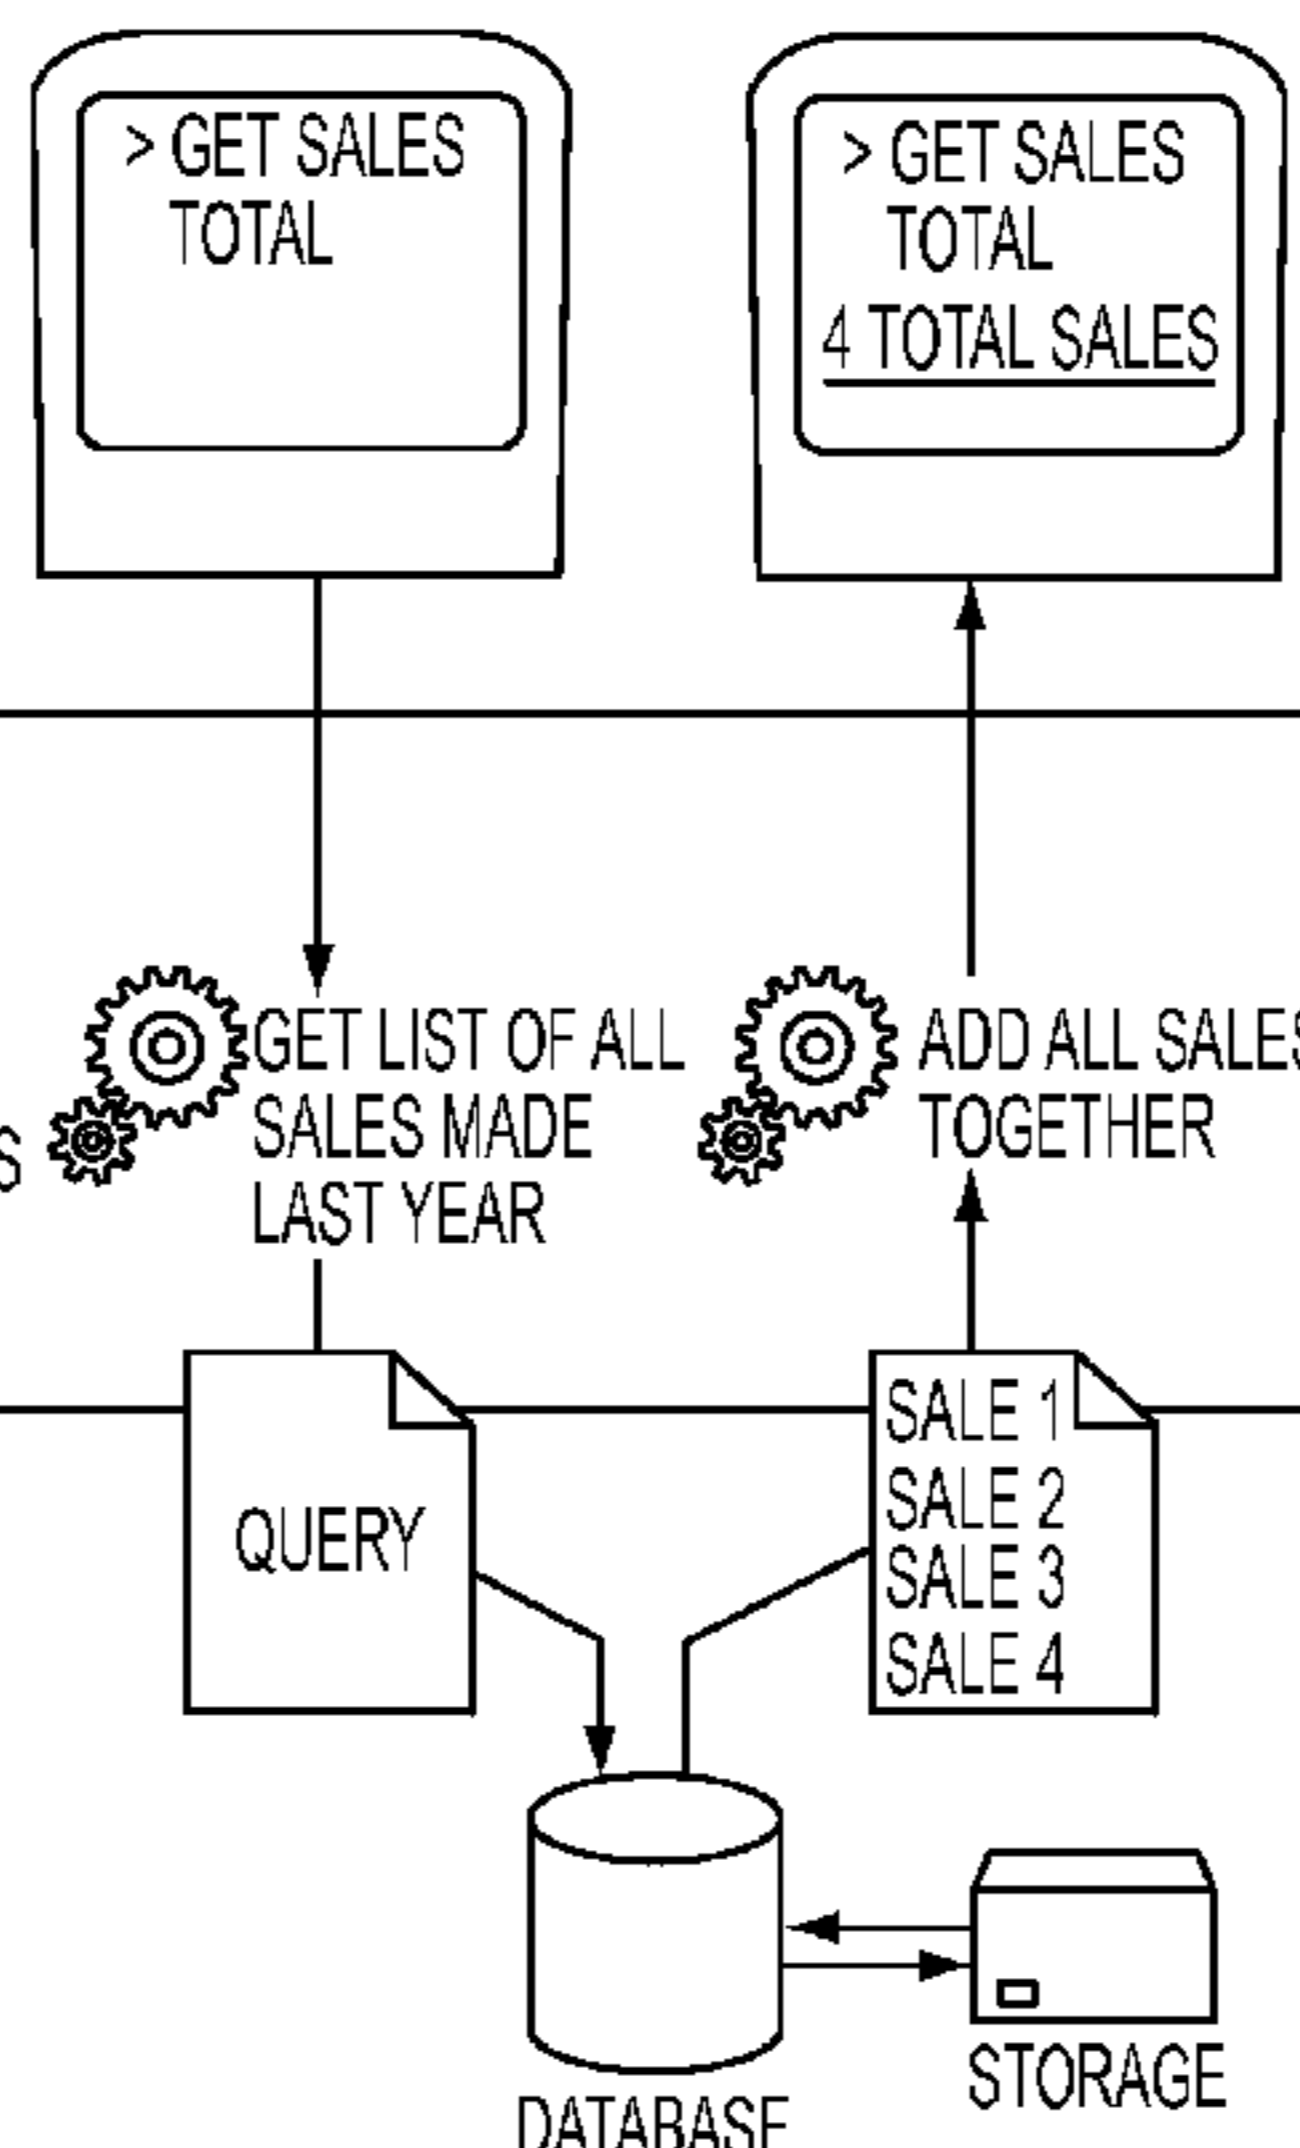 > GET SALES
TOTAL
> GET SALES
TOTAL
4 TOTAL SALES
GET LIST OF ALL
SALES MADE
LAST YEAR
ADD ALL SALES
TOGETHER
S
QUERY
SALE 1
SALE 2
SALE 3
SALE 4
STORAGE
DATABASE